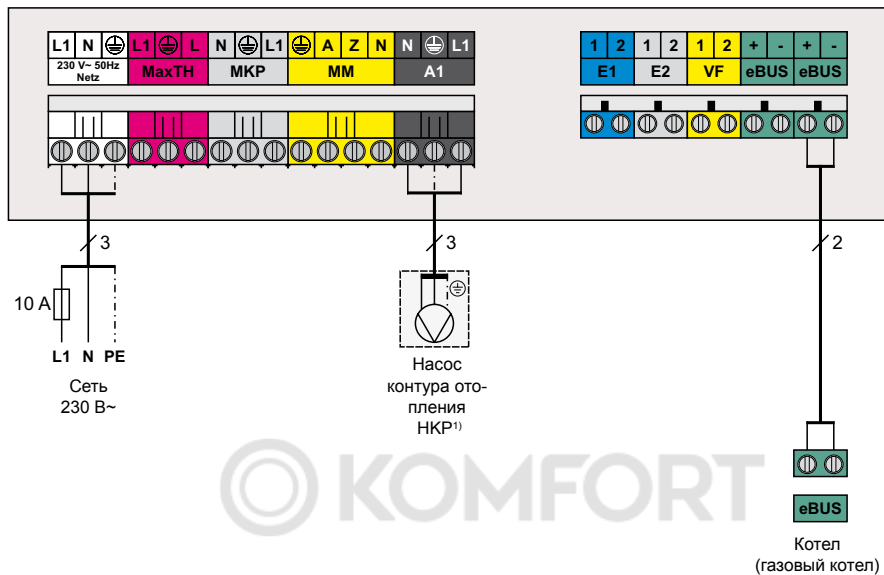 L1 N L1 L N L1 A Z N N L1
230 V~ 50Hz
Netz
MaxTH MKP MM A1
1 2 1 2 1 2 + - + -
E1 E2 VF eBUS eBUS
3
3
2
10 A
L1 N PE
Сеть
230 В~
Насос
контура ото-
пления
HKP¹⁾
KOMFORT
eBUS
Котел
(газовый котел)